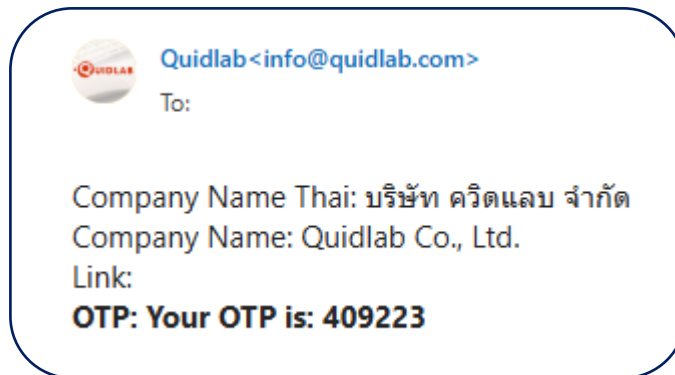 QUIDLAB
Quidlab<info@quidlab.com>
To:
Company Name Thai: บริษัท ควิดแลบ จำกัด
Company Name: Quidlab Co., Ltd.
Link:
OTP: Your OTP is: 409223